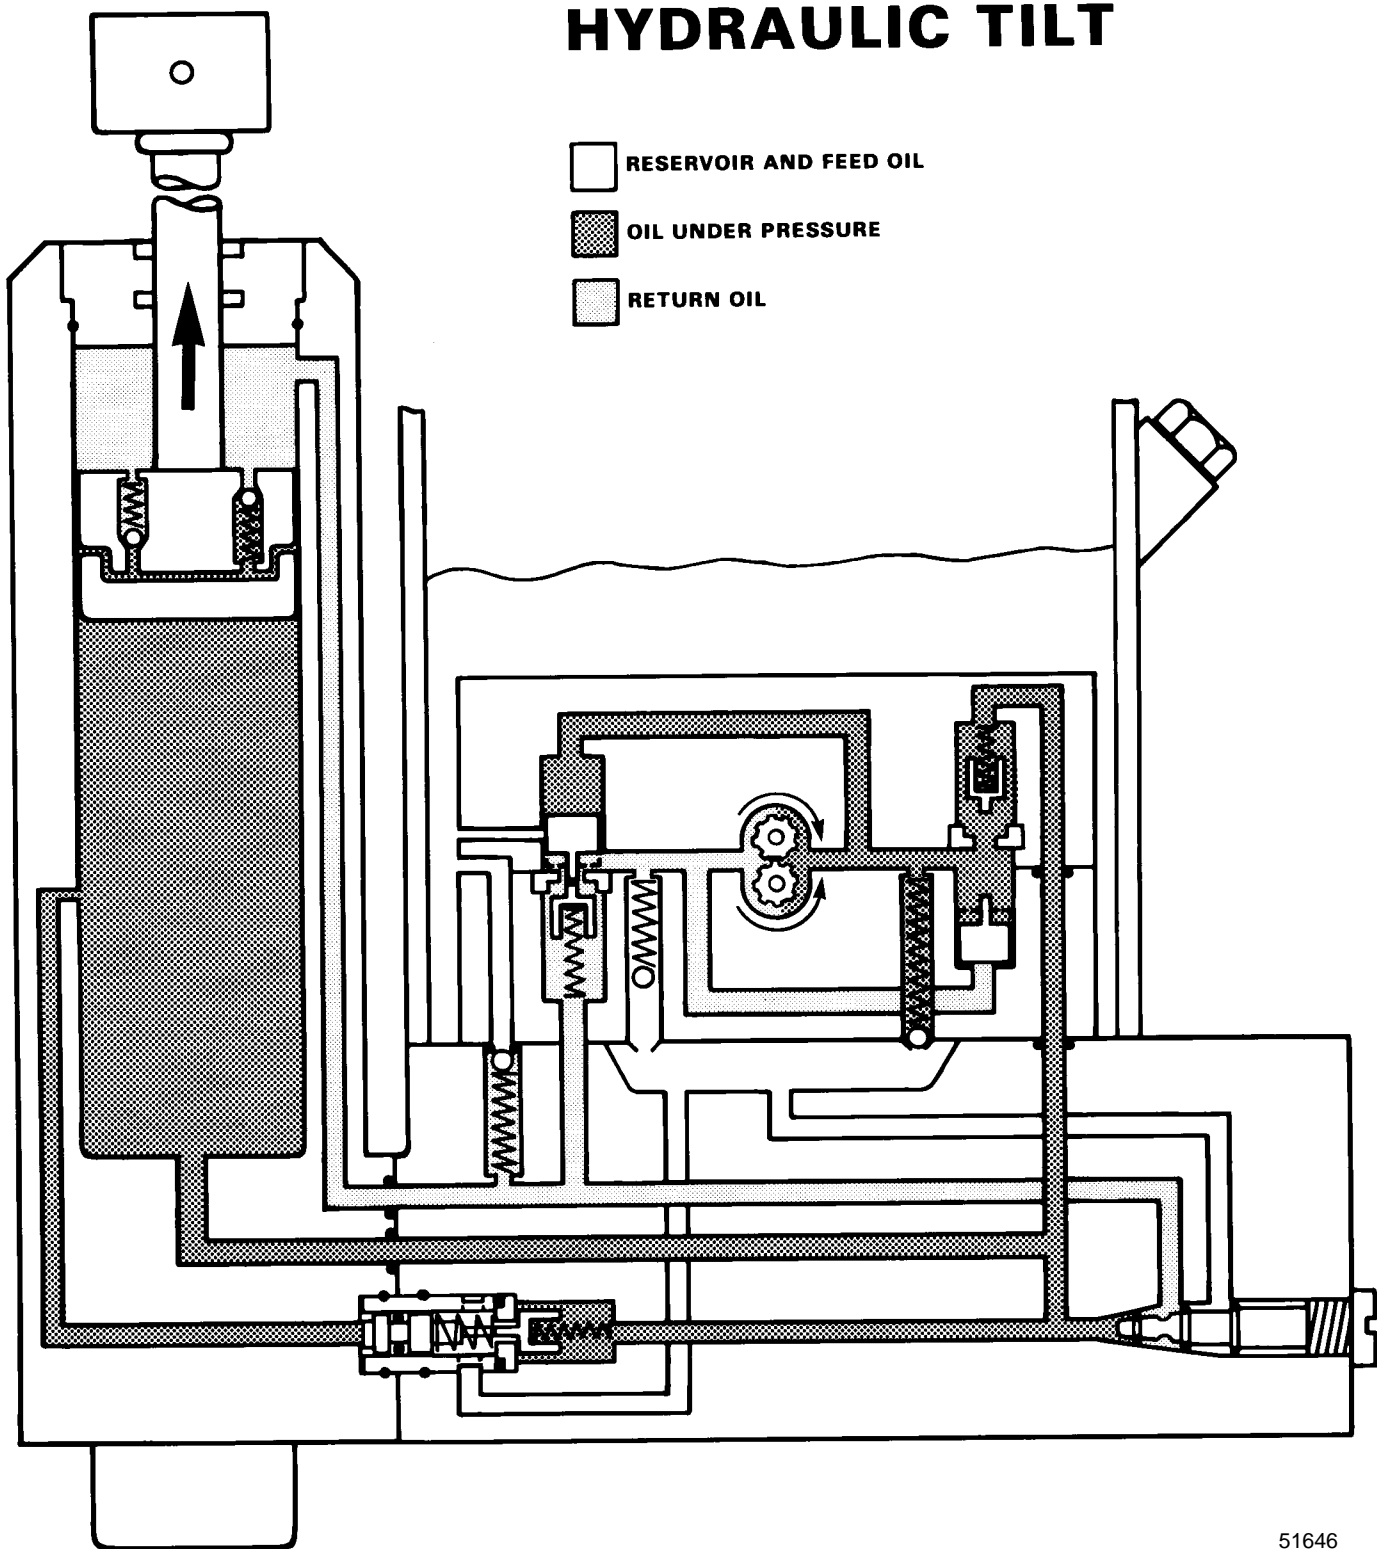 HYDRAULIC TILT
RESERVOIR AND FEED OIL
OIL UNDER PRESSURE
RETURN OIL
51646